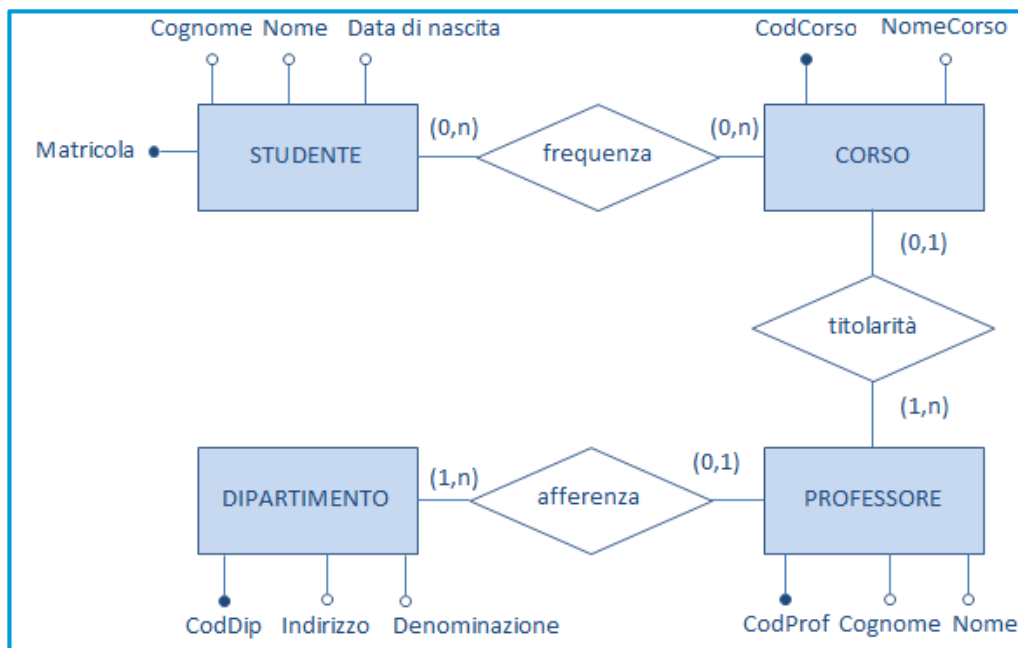 Cognome Nome Data di nascita
CodCorso NomeCorso
Matricola
STUDENTE
(0,n)
frequenza
(0,n)
CORSO
(0,1)
titolarità
(1,n)
DIPARTIMENTO
(1,n)
afferenza
(0,1)
PROFESSORE
CodDip Indirizzo Denominazione
CodProf Cognome Nome